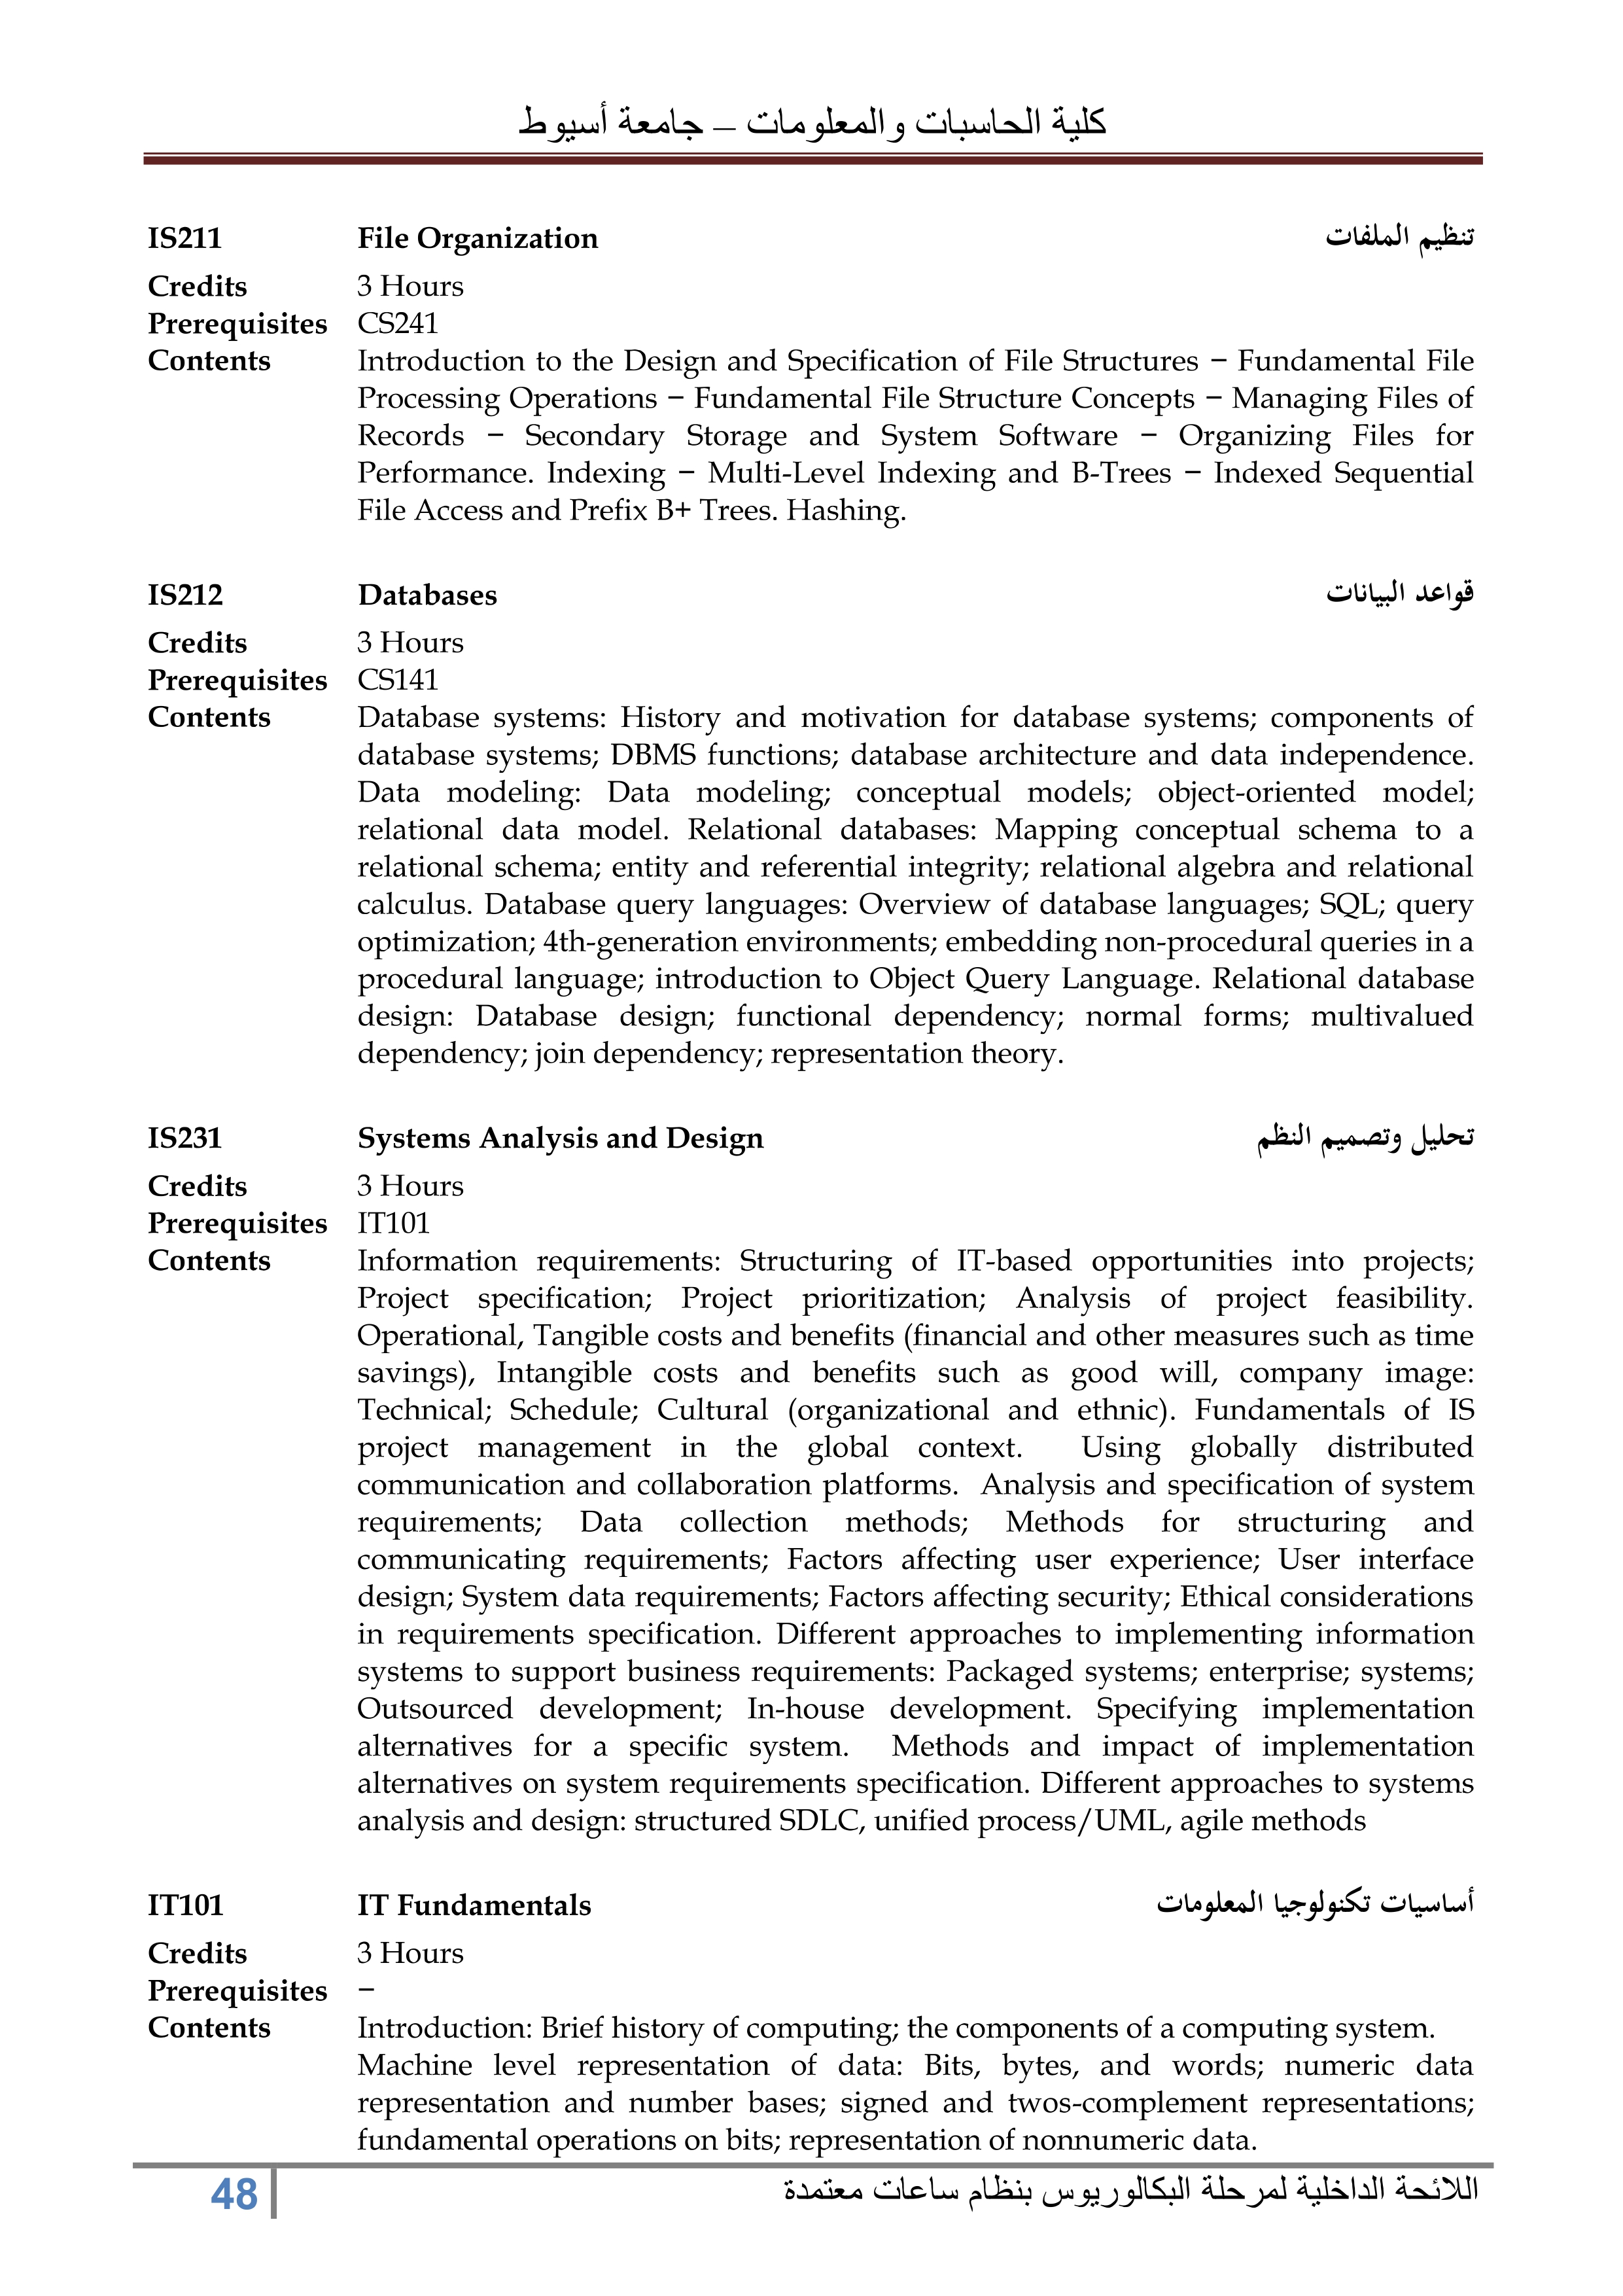 كلية الحاسبات والمعلومات – جامعة أسيوط
IS211 File Organization تنظيم الملفات
Credits 3 Hours
Prerequisites CS241
Contents Introduction to the Design and Specification of File Structures − Fundamental File
Processing Operations − Fundamental File Structure Concepts − Managing Files of
Records − Secondary Storage and System Software − Organizing Files for
Performance. Indexing − Multi-Level Indexing and B-Trees − Indexed Sequential
File Access and Prefix B+ Trees. Hashing.
IS212 Databases قواعد البيانات
Credits 3 Hours
Prerequisites CS141
Contents Database systems: History and motivation for database systems; components of
database systems; DBMS functions; database architecture and data independence.
Data modeling: Data modeling; conceptual models; object-oriented model;
relational data model. Relational databases: Mapping conceptual schema to a
relational schema; entity and referential integrity; relational algebra and relational
calculus. Database query languages: Overview of database languages; SQL; query
optimization; 4th-generation environments; embedding non-procedural queries in a
procedural language; introduction to Object Query Language. Relational database
design: Database design; functional dependency; normal forms; multivalued
dependency; join dependency; representation theory.
IS231 Systems Analysis and Design تحليل وتصميم النظم
Credits 3 Hours
Prerequisites IT101
Contents Information requirements: Structuring of IT-based opportunities into projects;
Project specification; Project prioritization; Analysis of project feasibility.
Operational, Tangible costs and benefits (financial and other measures such as time
savings), Intangible costs and benefits such as good will, company image:
Technical; Schedule; Cultural (organizational and ethnic). Fundamentals of IS
project management in the global context. Using globally distributed
communication and collaboration platforms. Analysis and specification of system
requirements; Data collection methods; Methods for structuring and
communicating requirements; Factors affecting user experience; User interface
design; System data requirements; Factors affecting security; Ethical considerations
in requirements specification. Different approaches to implementing information
systems to support business requirements: Packaged systems; enterprise; systems;
Outsourced development; In-house development. Specifying implementation
alternatives for a specific system. Methods and impact of implementation
alternatives on system requirements specification. Different approaches to systems
analysis and design: structured SDLC, unified process/UML, agile methods
IT101 IT Fundamentals أساسيات تكنولوجيا المعلومات
Credits 3 Hours
Prerequisites −
Contents Introduction: Brief history of computing; the components of a computing system.
Machine level representation of data: Bits, bytes, and words; numeric data
representation and number bases; signed and twos-complement representations;
fundamental operations on bits; representation of nonnumeric data.
48 اللائحة الداخلية لمرحلة البكالوريوس بنظام ساعات معتمدة